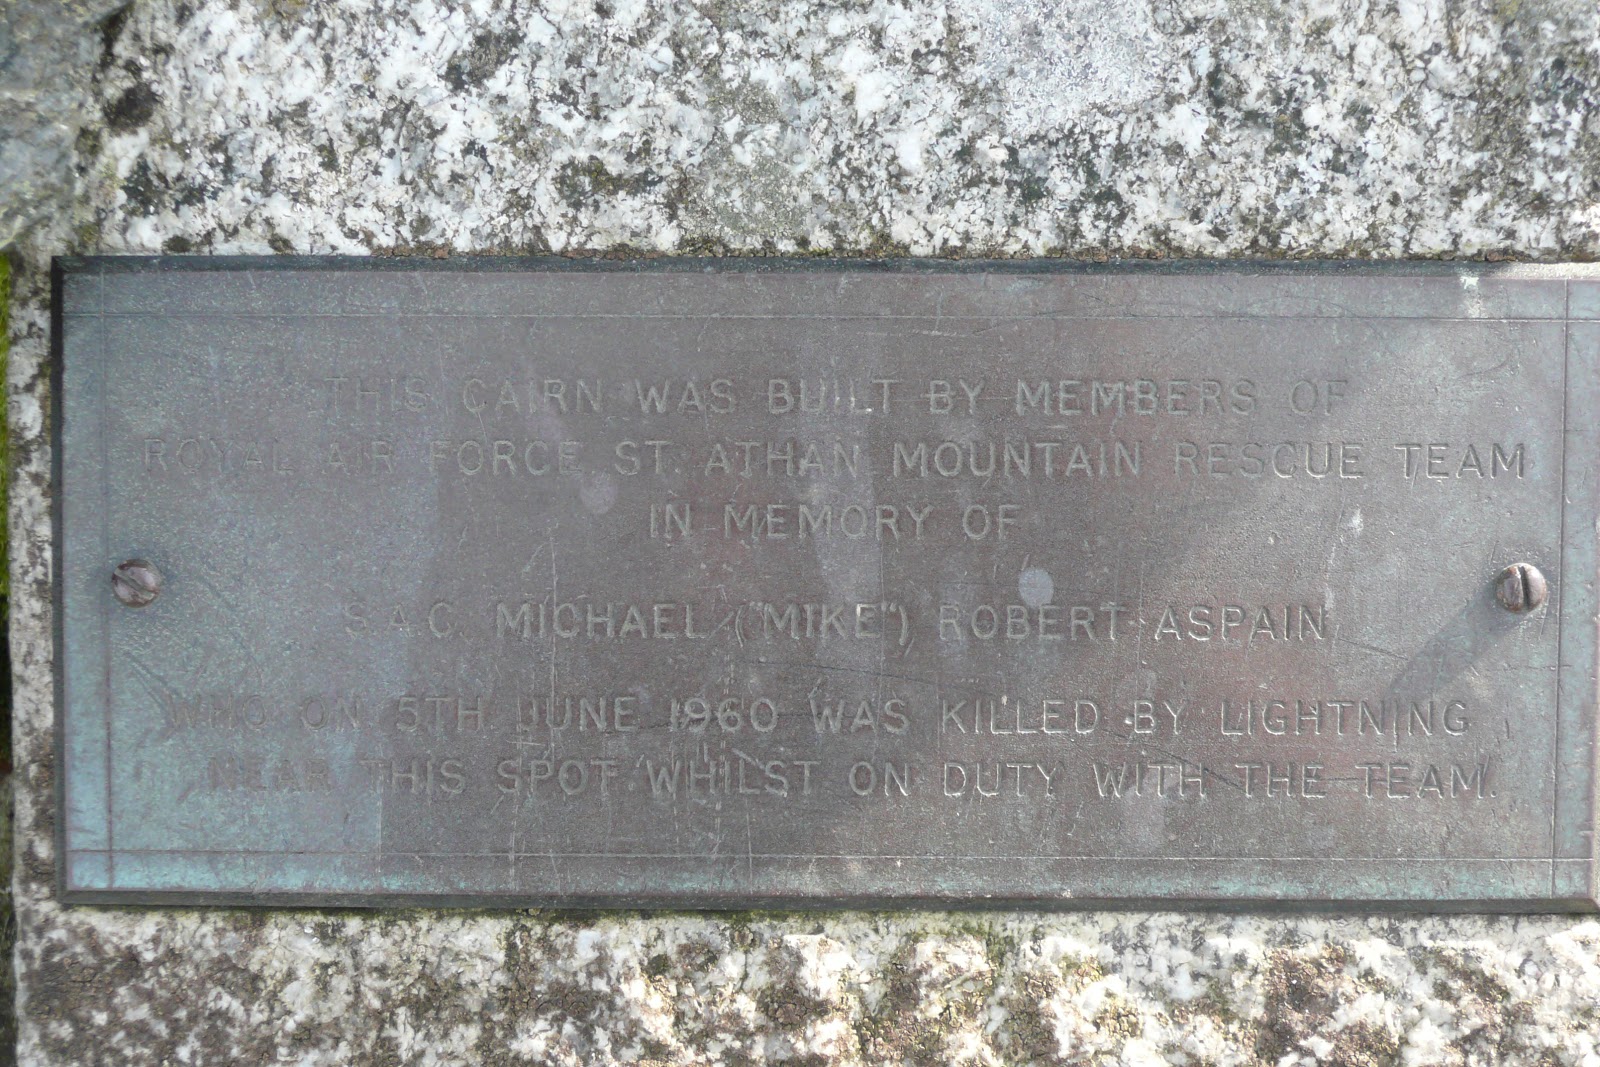 THIS CAIRN WAS BUILT BY MEMBERS OF
ROYAL AIR FORCE ST. ATHAN MOUNTAIN RESCUE TEAM
IN MEMORY OF
S.A.C. MICHAEL ("MIKE") ROBERT ASPAIN
WHO ON 5TH JUNE 1960 WAS KILLED BY LIGHTNING
NEAR THIS SPOT WHILST ON DUTY WITH THE TEAM.